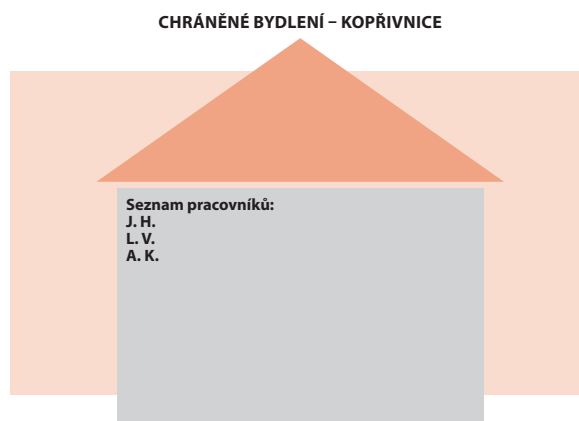 CHRÁNĚNÉ BYDLENÍ – KOPŘIVNICE
Seznam pracovníků:
J. H.
L. V.
A. K.